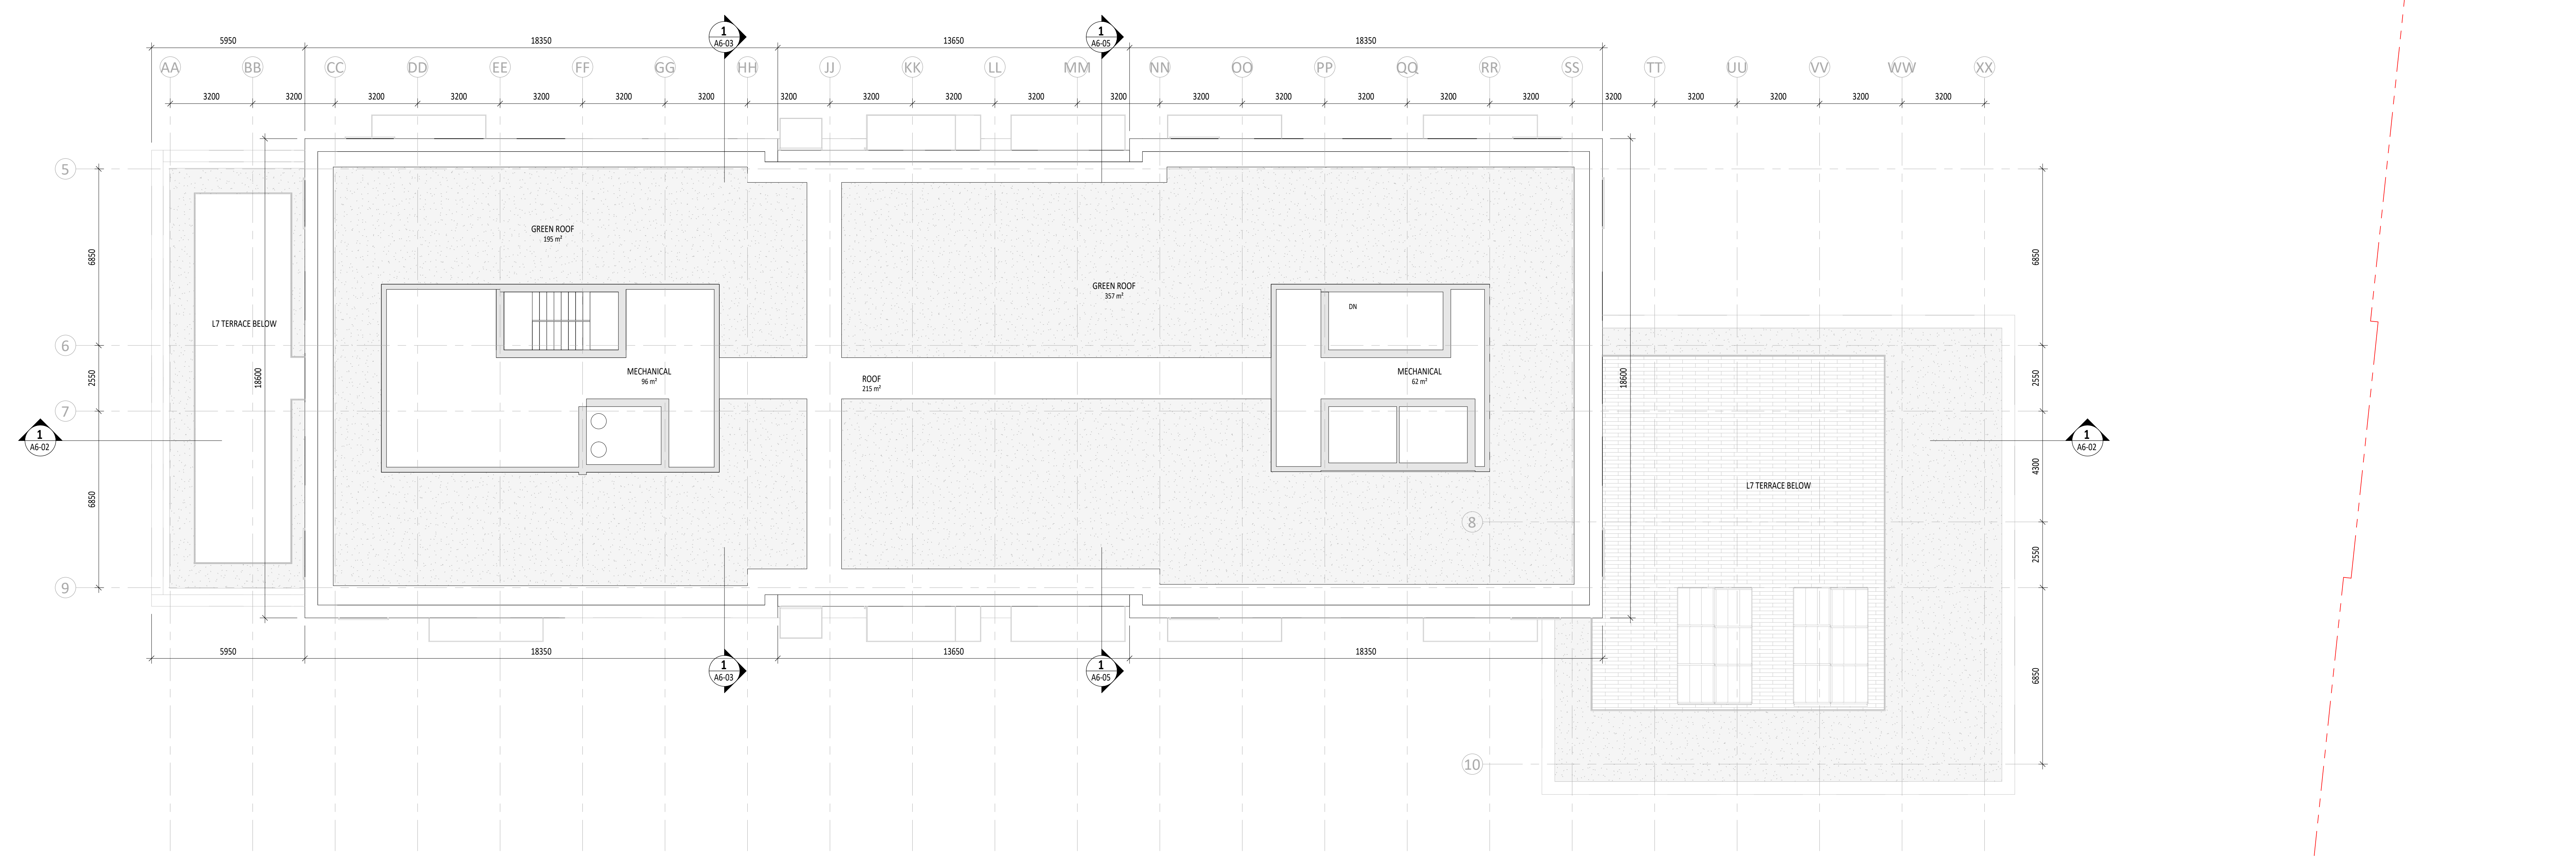 5950 18350 1 A6-03 13650 1 A6-05 18350
AA BB CC DD EE FF GG HH JJ KK LL MM NN OO PP QQ RR SS TT UU VV WW XX
3200 3200 3200 3200 3200 3200 3200 3200 3200 3200 3200 3200 3200 3200 3200 3200 3200 3200 3200 3200 3200 3200
5
GREEN ROOF
195 m²
6850
6850
GREEN ROOF
357 m²
DN
L7 TERRACE BELOW
6
MECHANICAL
96 m²
MECHANICAL
62 m²
ROOF
215 m²
2550
18600
18600
2550
7
1
A6-02
1
A6-02
4300
L7 TERRACE BELOW
6850
8
2550
9
5950 18350 1 A6-03 13650 1 A6-05 18350
6850
10